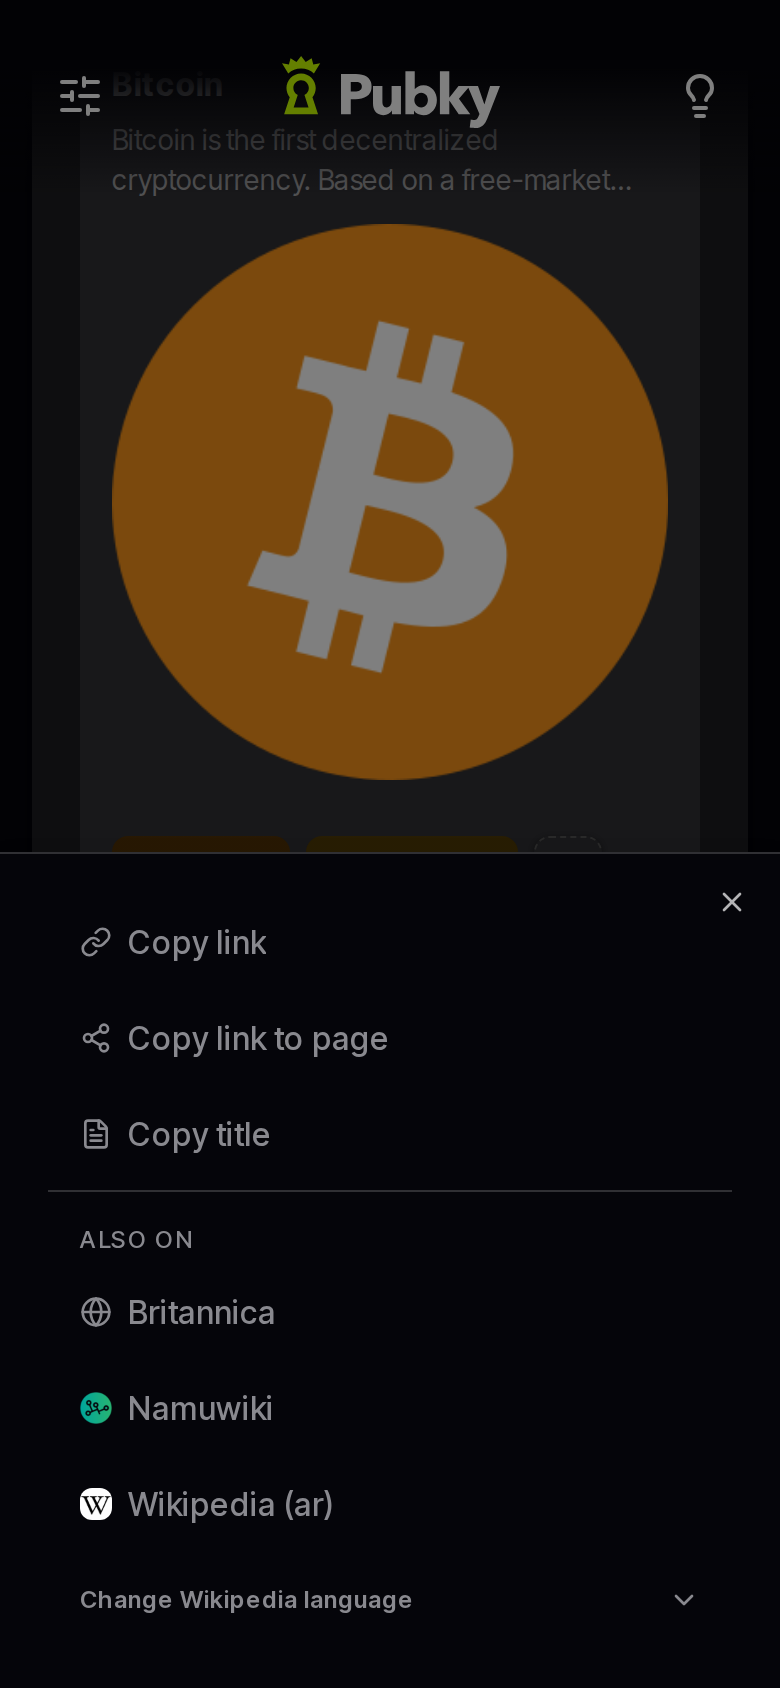 Bitcoin
Pubky
Bitcoin is the first decentralized
cryptocurrency. Based on a free-market...
Copy link
Copy link to page
Copy title
ALSO ON
Britannica
Namuwiki
Wikipedia (ar)
Change Wikipedia language